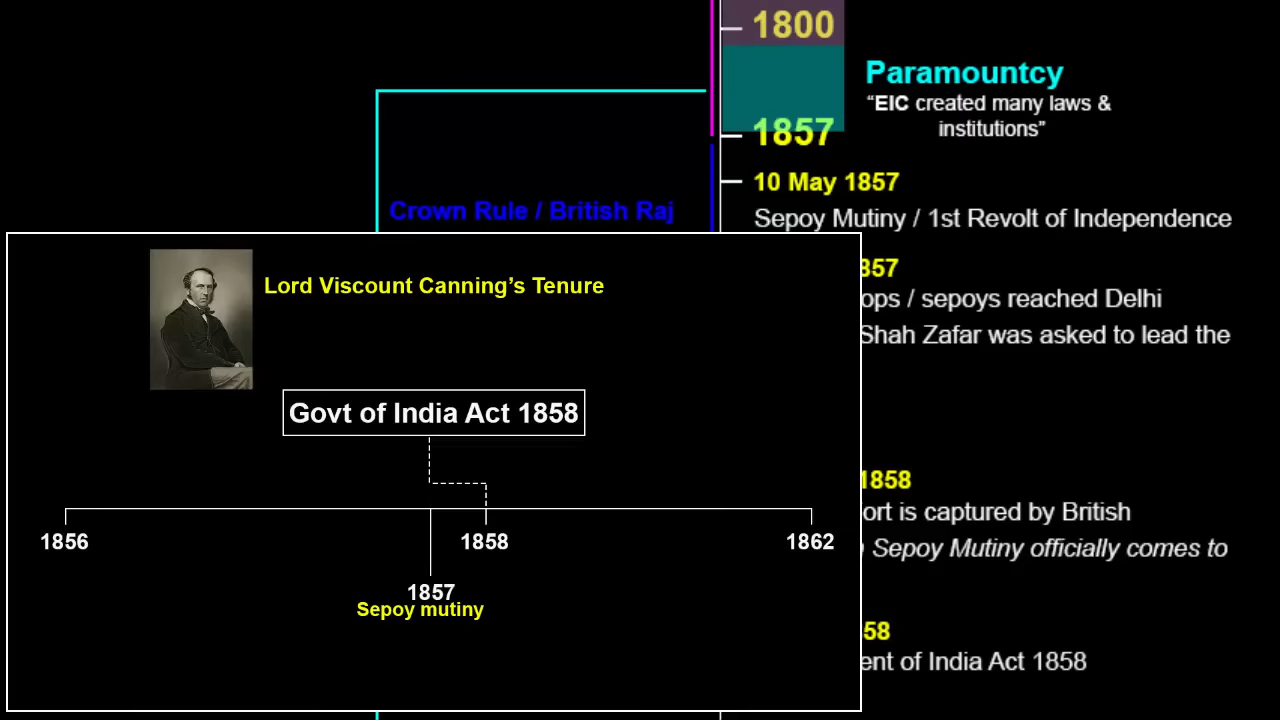 1800
Paramountcy
“EIC created many laws &
institutions”
1857
10 May 1857
Crown Rule / British Raj
Sepoy Mutiny / 1st Revolt of Independence
857
ops / sepoys reached Delhi
Shah Zafar was asked to lead the
1858
ort is captured by British
Sepoy Mutiny officially comes to
58
ent of India Act 1858
Lord Viscount Canning’s Tenure
Govt of India Act 1858
1856
1858
1862
1857
Sepoy mutiny